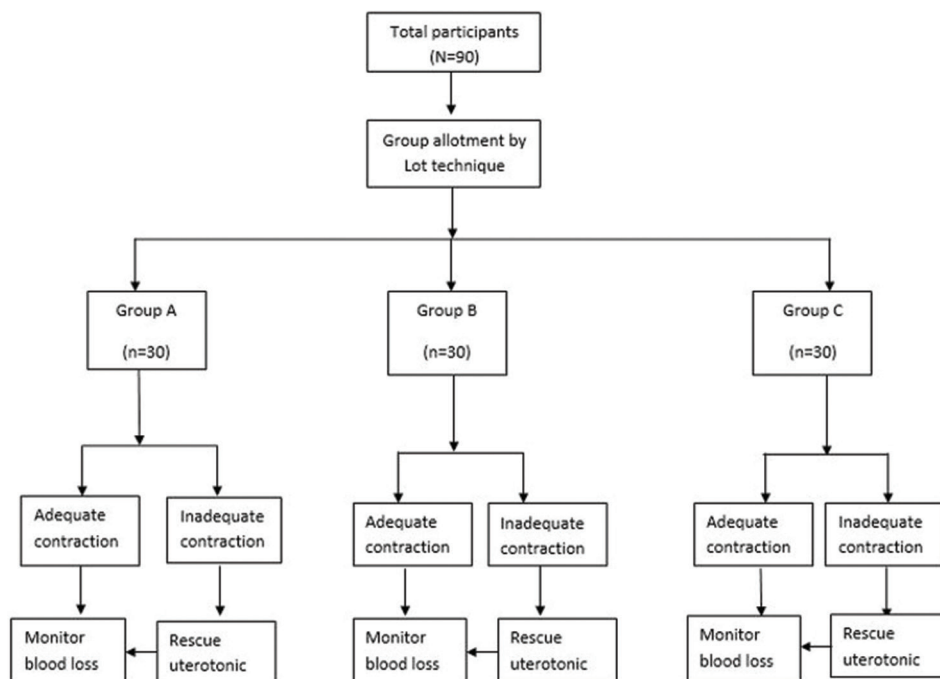 Total participants
(N=90)
Group allotment by
Lot technique
Group A
(n=30)
Group B
(n=30)
Group C
(n=30)
Adequate
contraction
Inadequate
contraction
Adequate
contraction
Inadequate
contraction
Adequate
contraction
Inadequate
contraction
Monitor
blood loss
Rescue
uterotonic
Monitor
blood loss
Rescue
uterotonic
Monitor
blood loss
Rescue
uterotonic